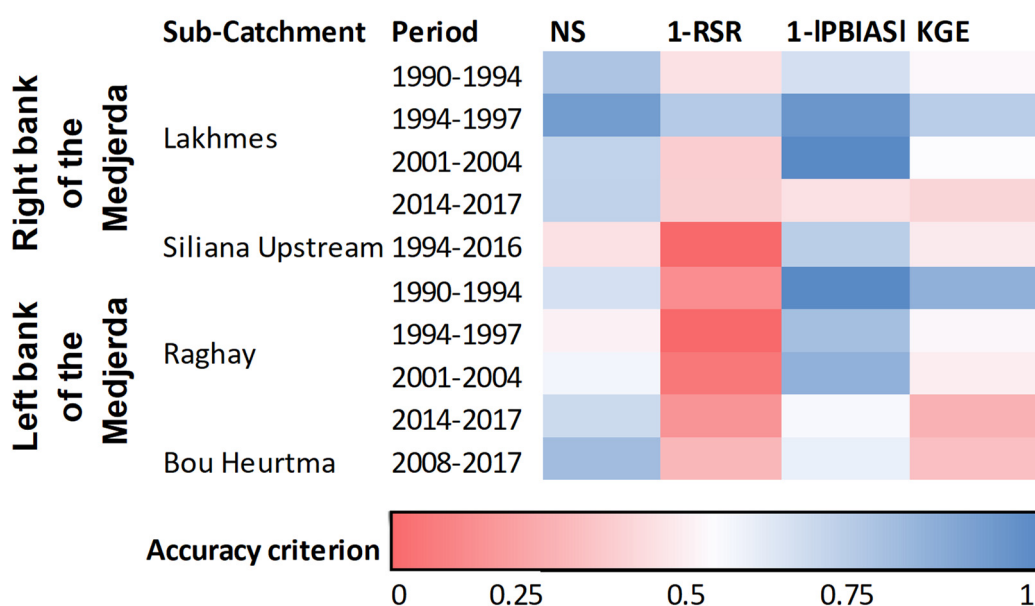 Sub-Catchment Period NS 1-RSR 1-lPBIASl KGE
Right bank
of the
Medjerda
Lakhmes
1990-1994
1994-1997
2001-2004
2014-2017
Siliana Upstream 1994-2016
Left bank
of the
Medjerda
Raghay
1990-1994
1994-1997
2001-2004
2014-2017
Bou Heurtma 2008-2017
Accuracy criterion
0 0.25 0.5 0.75 1